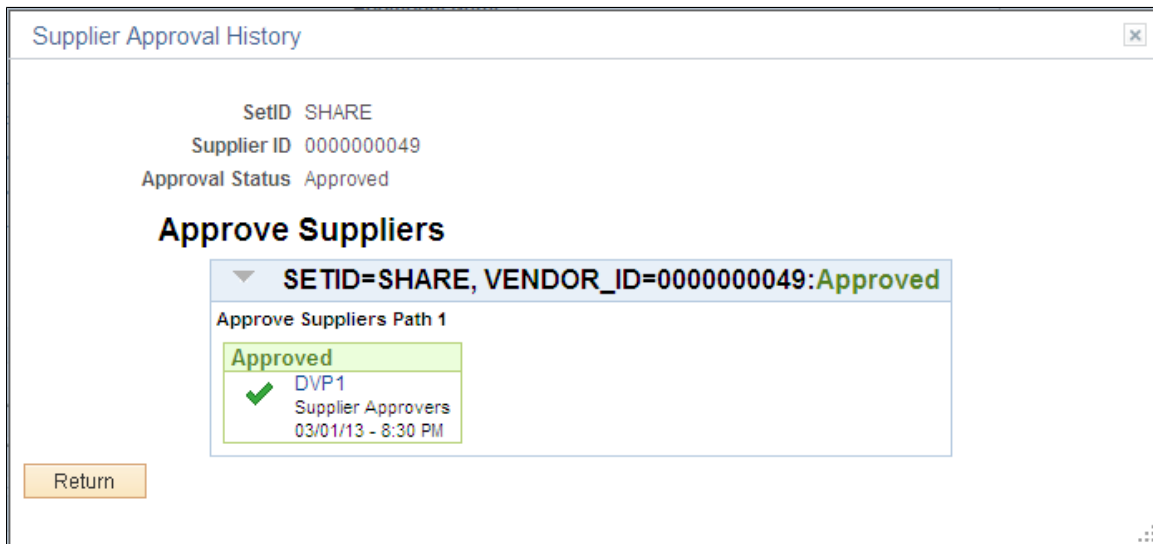 Supplier Approval History
SetID SHARE
Supplier ID 0000000049
Approval Status Approved
Approve Suppliers
SETID=SHARE, VENDOR_ID=0000000049:Approved
Approve Suppliers Path 1
Approved
DVP1
Supplier Approvers
03/01/13 - 8:30 PM
Return